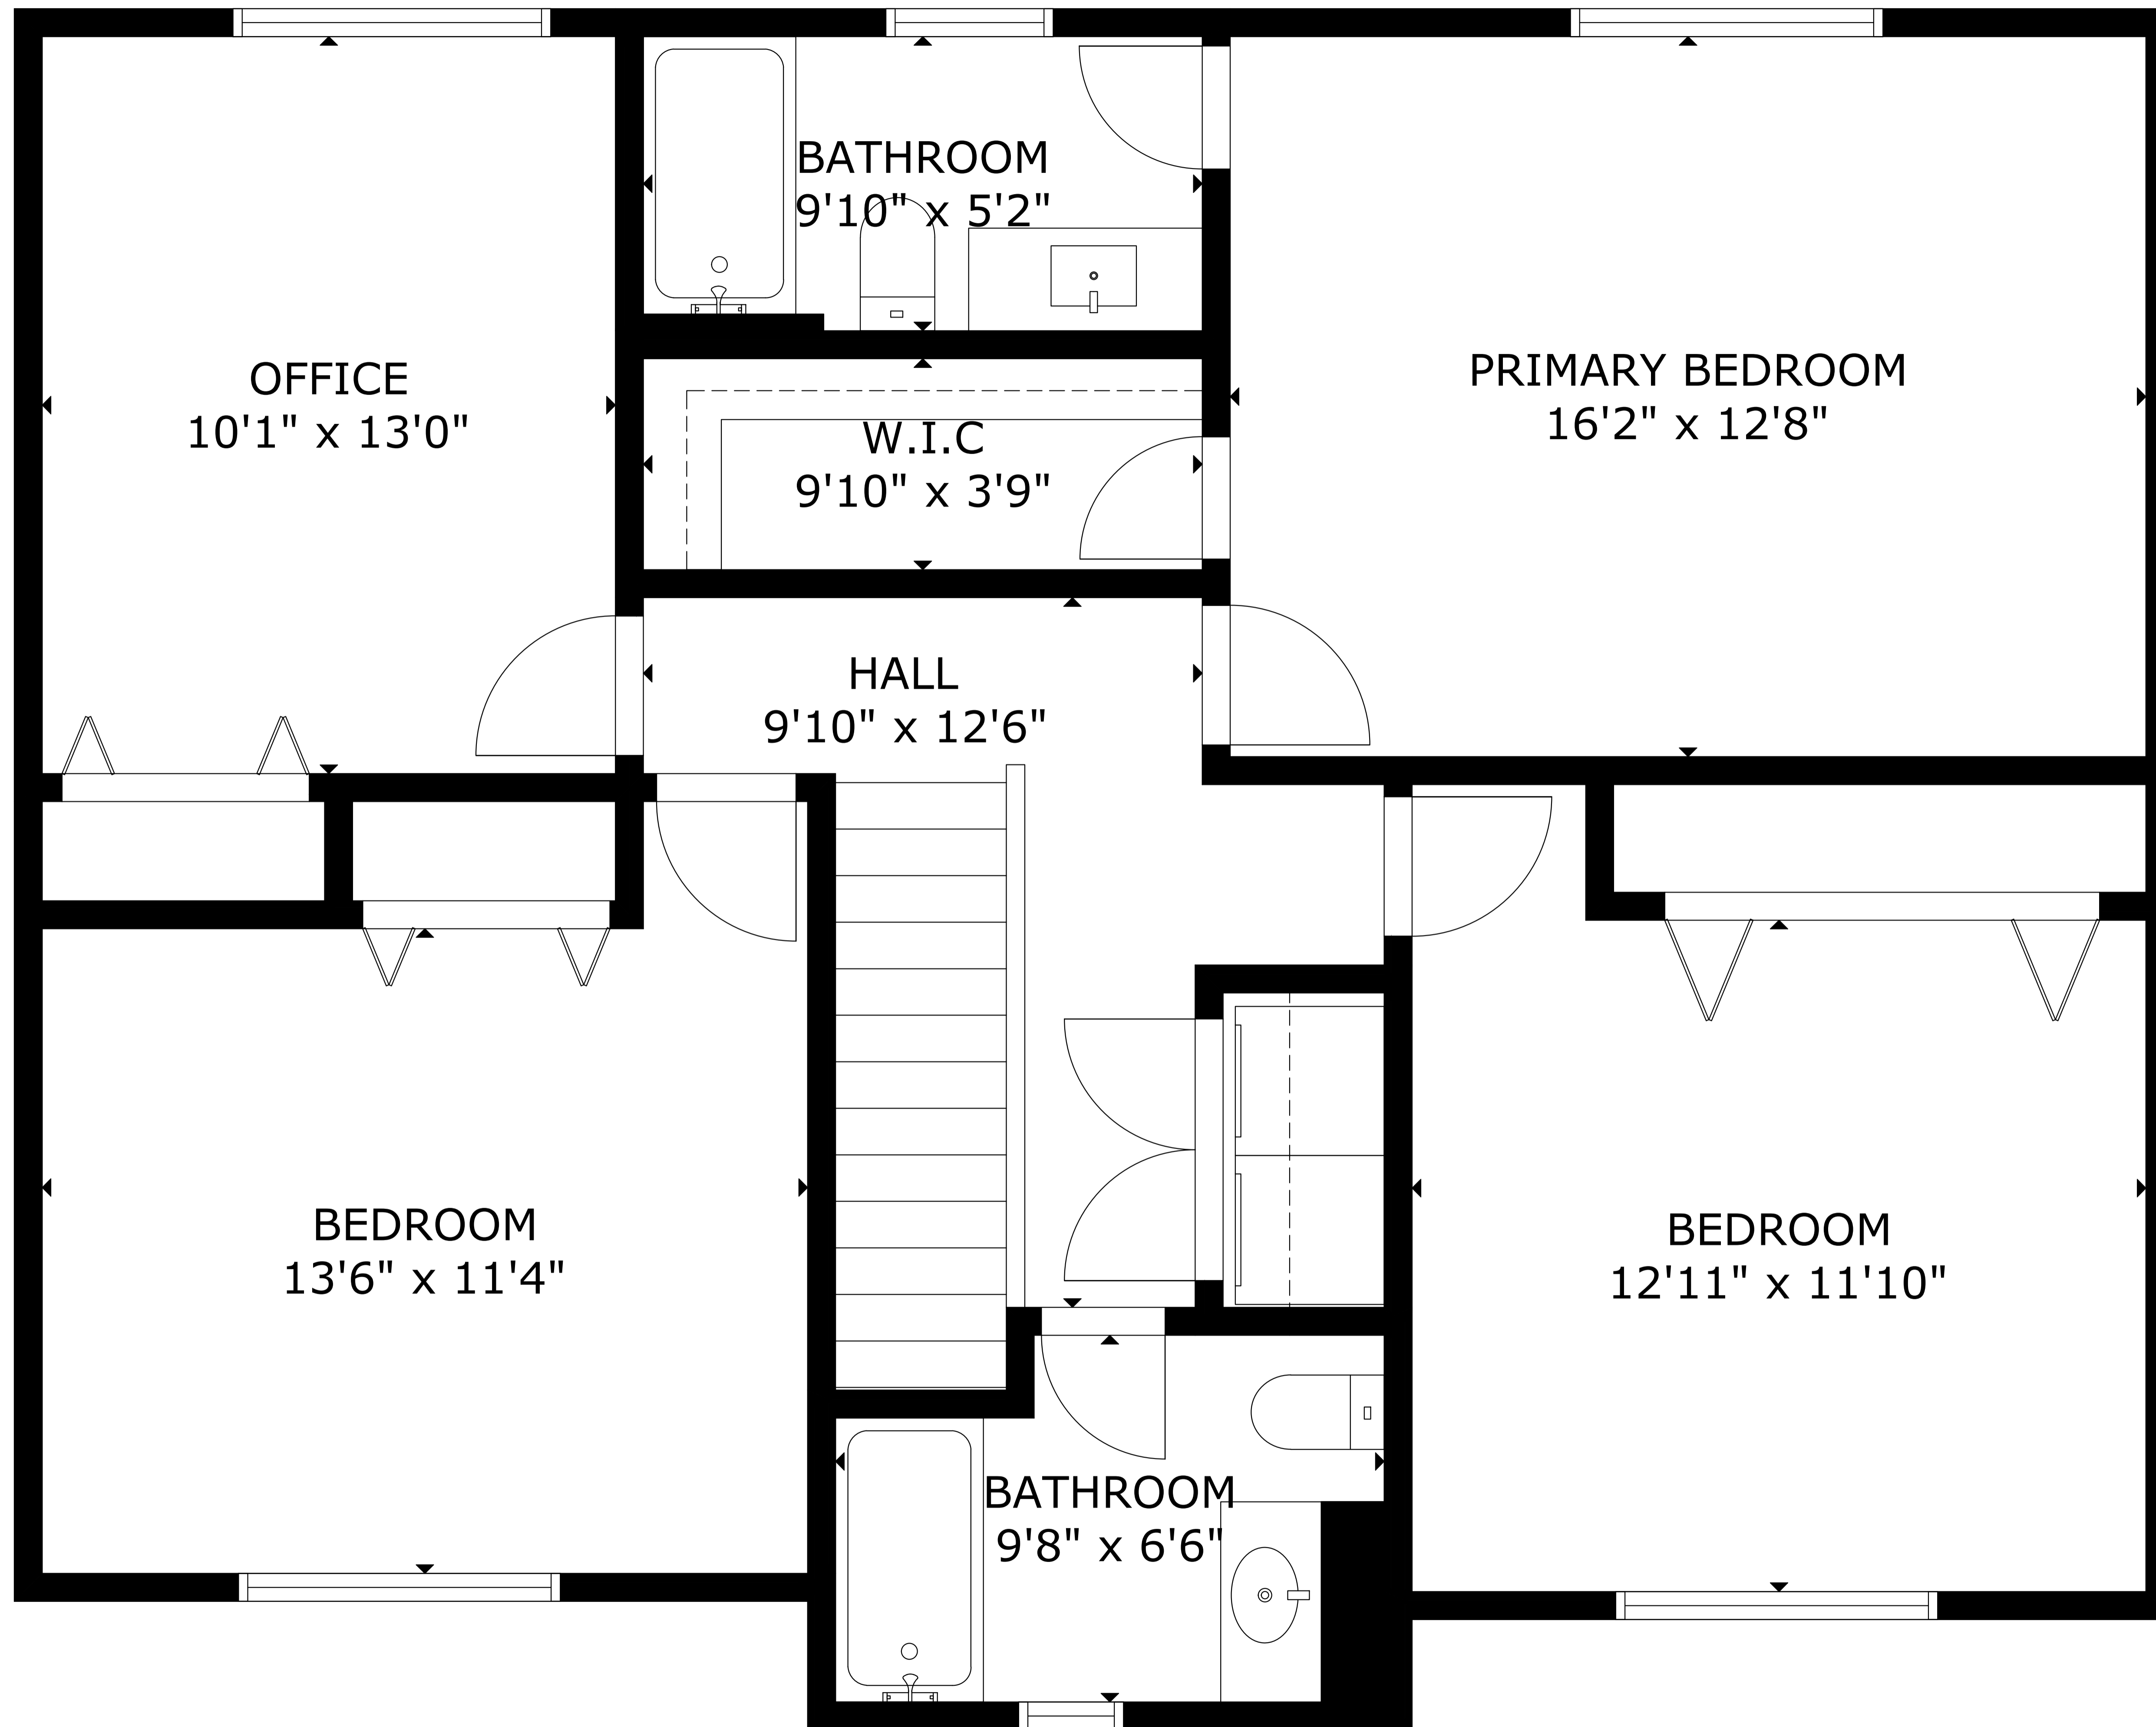 BATHROOM
9'10" x 5'2"
OFFICE
10'1" x 13'0"
PRIMARY BEDROOM
16'2" x 12'8"
W.I.C
9'10" x 3'9"
HALL
9'10" x 12'6"
BEDROOM
13'6" x 11'4"
BEDROOM
12'11" x 11'10"
BATHROOM
9'8" x 6'6"